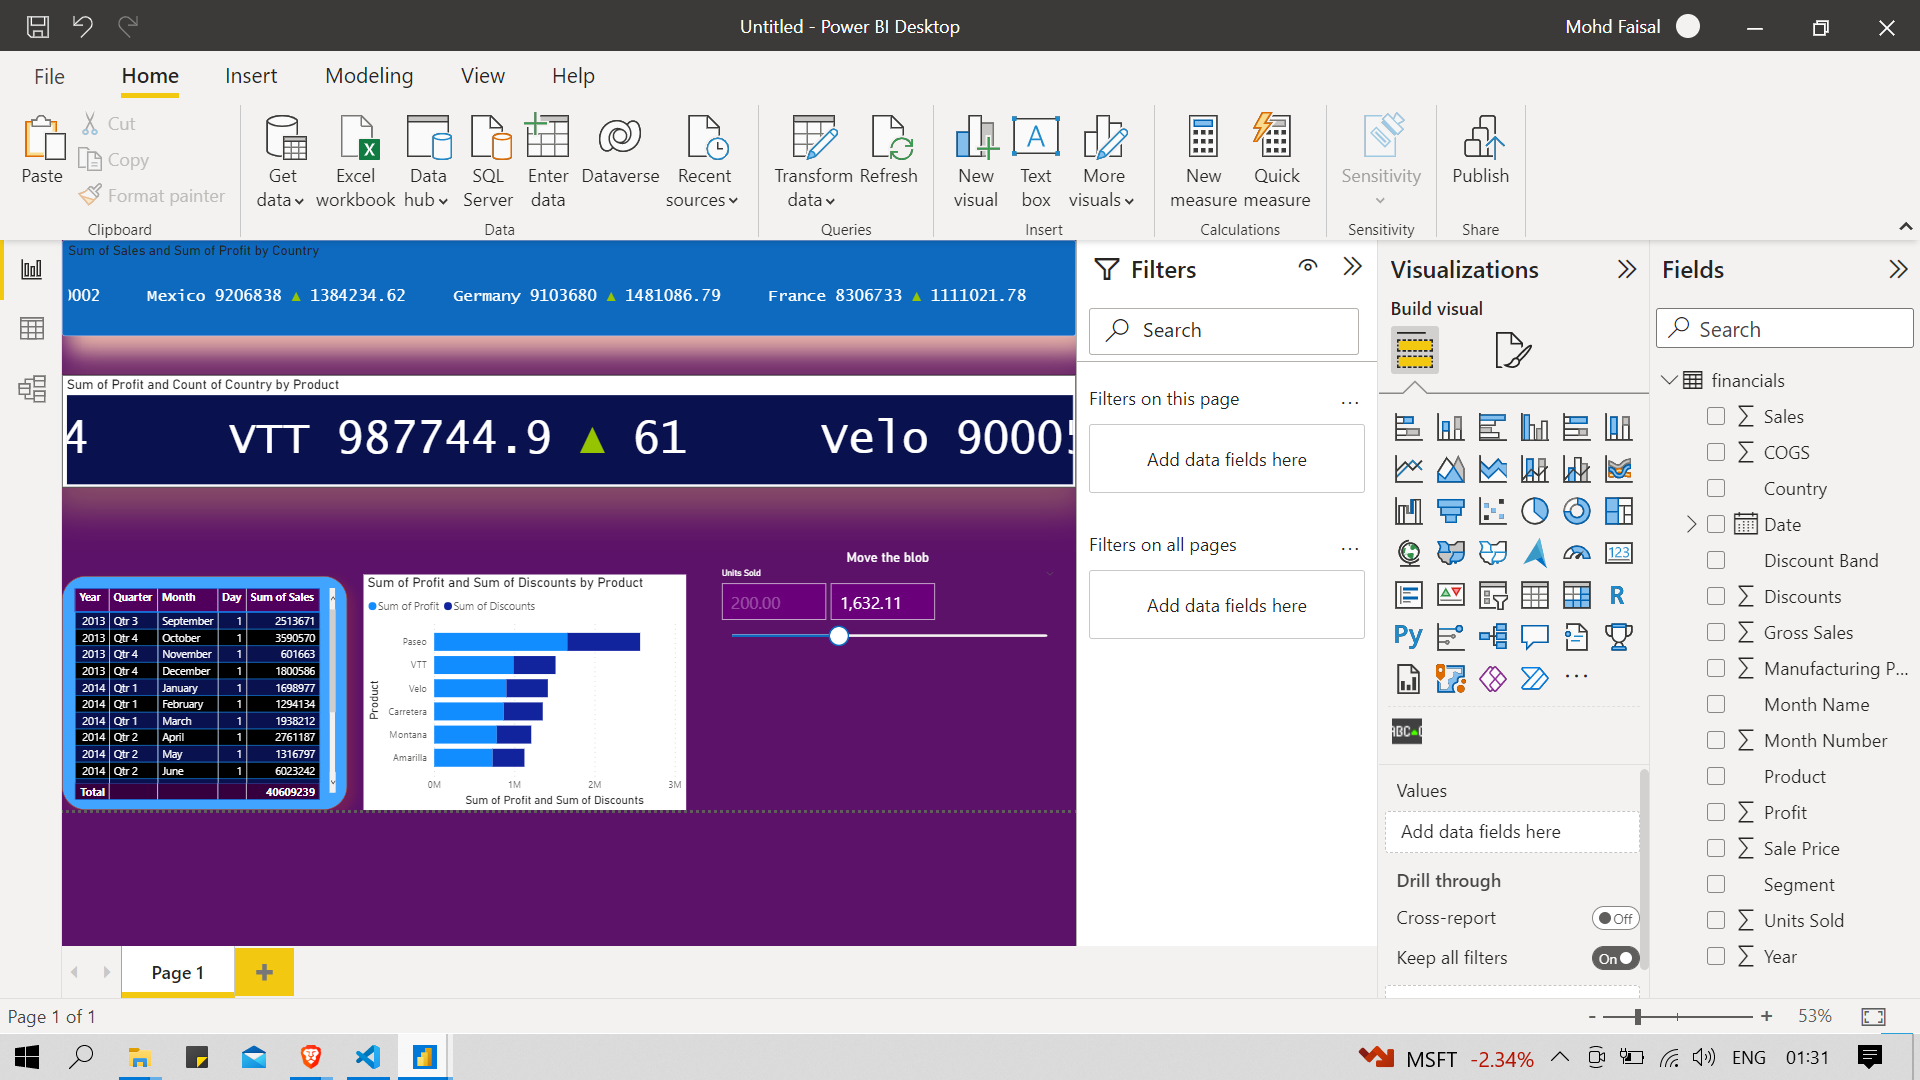 Untitled - Power BI Desktop
Mohd Faisal
File Home Insert Modeling View Help
Paste
Cut
Copy
Format painter
Clipboard
Get data
Excel workbook
Data hub
SQL Server
Enter data
Dataverse
Recent sources
Data
Transform data
Refresh
Queries
New visual
Text box
More visuals
Insert
New measure
Quick measure
Calculations
Sensitivity
Sensitivity
Publish
Share
Sum of Sales and Sum of Profit by Country
0002 Mexico 9206838 ▲ 1384234.62 Germany 9103680 ▲ 1481086.79 France 8306733 ▲ 1111021.78
Sum of Profit and Count of Country by Product
4 VTT 987744.9 ▲ 61 Velo 9000
Year Quarter Month Day Sum of Sales
2013 Qtr 3 September 1 2513671
2013 Qtr 4 October 1 3590570
2013 Qtr 4 November 1 601663
2013 Qtr 4 December 1 1800586
2014 Qtr 1 January 1 1698977
2014 Qtr 1 February 1 1294134
2014 Qtr 1 March 1 1938212
2014 Qtr 2 April 1 2761187
2014 Qtr 2 May 1 1316797
2014 Qtr 2 June 1 6023242
Total 40609239
Sum of Profit and Sum of Discounts by Product
Sum of Profit Sum of Discounts
Product
Paseo
VTT
Velo
Carretera
Montana
Amarilla
0M 1M 2M 3M
Sum of Profit and Sum of Discounts
Move the blob
Units Sold
200.00 1,632.11
Filters
Search
Filters on this page ...
Add data fields here
Filters on all pages ...
Add data fields here
Visualizations
Build visual
123
R
Py
...
ABC
Values
Add data fields here
Drill through
Cross-report Off
Keep all filters On
Fields
Search
financials
Σ Sales
Σ COGS
Country
Date
Discount Band
Σ Discounts
Σ Gross Sales
Σ Manufacturing P...
Month Name
Σ Month Number
Product
Σ Profit
Σ Sale Price
Segment
Σ Units Sold
Σ Year
Page 1 +
Page 1 of 1
- + 53%
MSFT -2.34% ENG 01:31